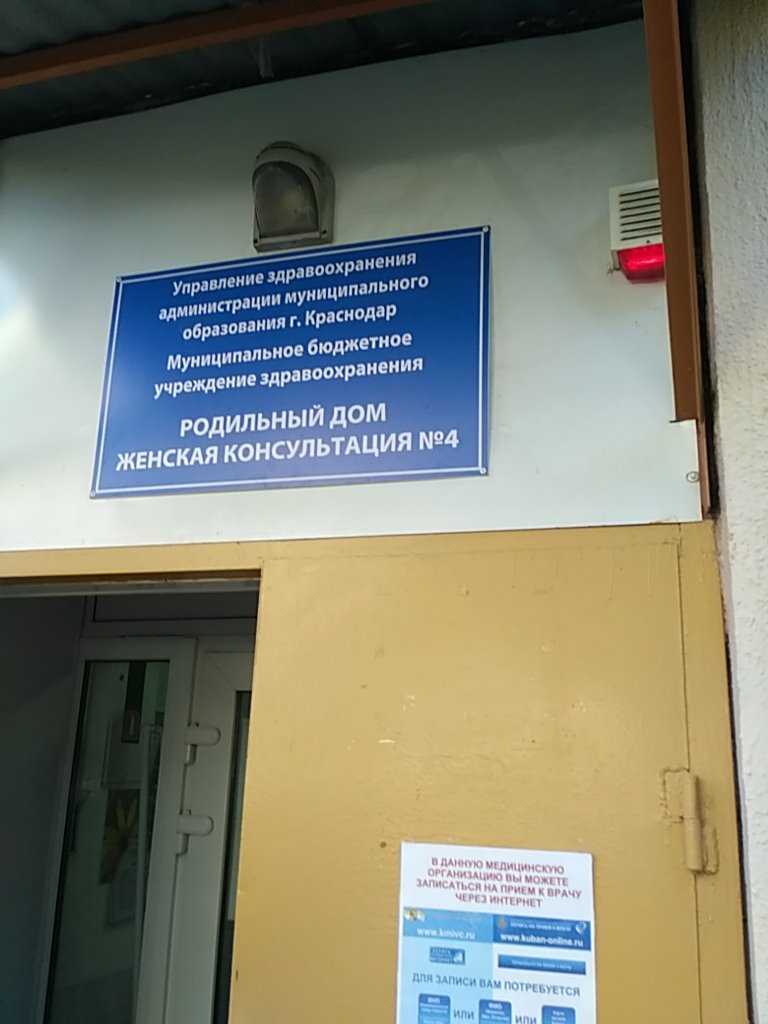 Управление здравоохранения
администрации муниципального
образования г. Краснодар
Муниципальное бюджетное
учреждение здравоохранения
РОДИЛЬНЫЙ ДОМ
ЖЕНСКАЯ КОНСУЛЬТАЦИЯ №4
В ДАННУЮ МЕДИЦИНСКУЮ
ОРГАНИЗАЦИЮ ВЫ МОЖЕТЕ
ЗАПИСАТЬСЯ НА ПРИЕМ К ВРАЧУ
ЧЕРЕЗ ИНТЕРНЕТ
www.kmivc.ru
www.kuban-online.ru
ДЛЯ ЗАПИСИ ВАМ ПОТРЕБУЕТСЯ
ИЛИ ИЛИ